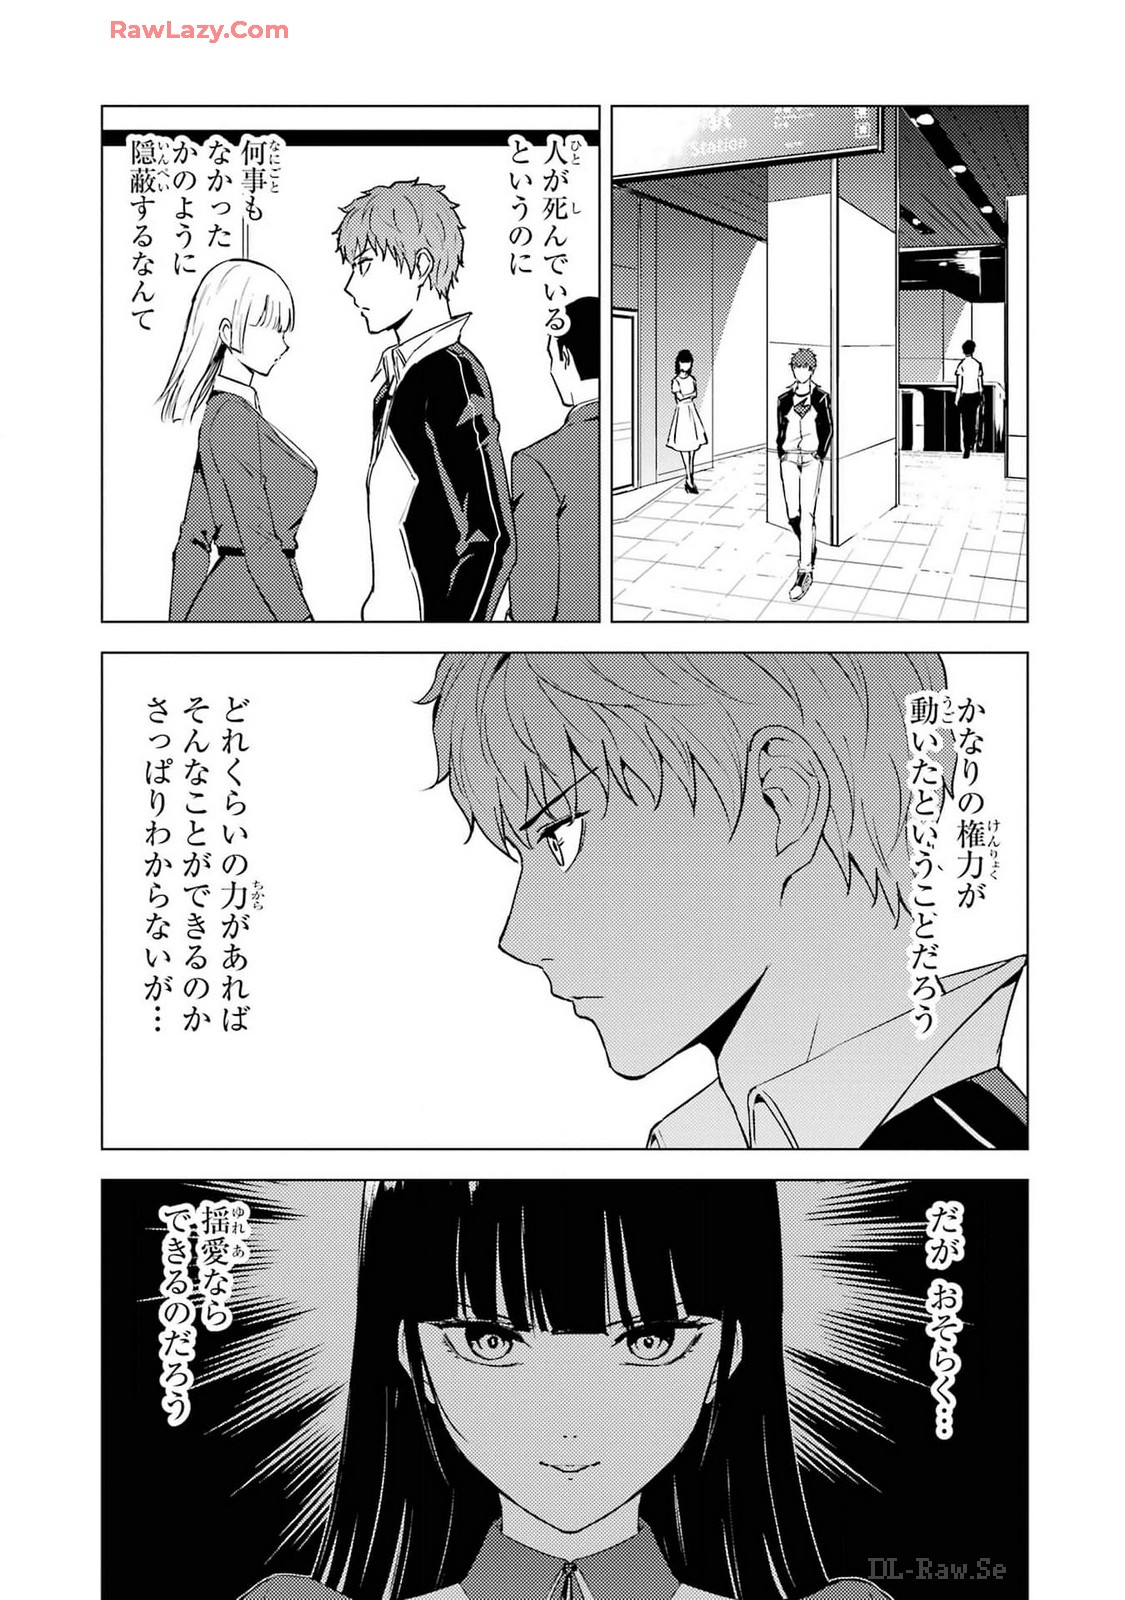 RawLazy.Com
Station
人が死んでいる
というのに
何事も
なかった
かのように
隠蔽するなんて
かなりの権力が
動いたということだろう
どれくらいの力があれば
そんなことができるのか
さっぱりわからないが…
だが おそらく…
揺愛なら
できるのだろう
DL-Raw.Se